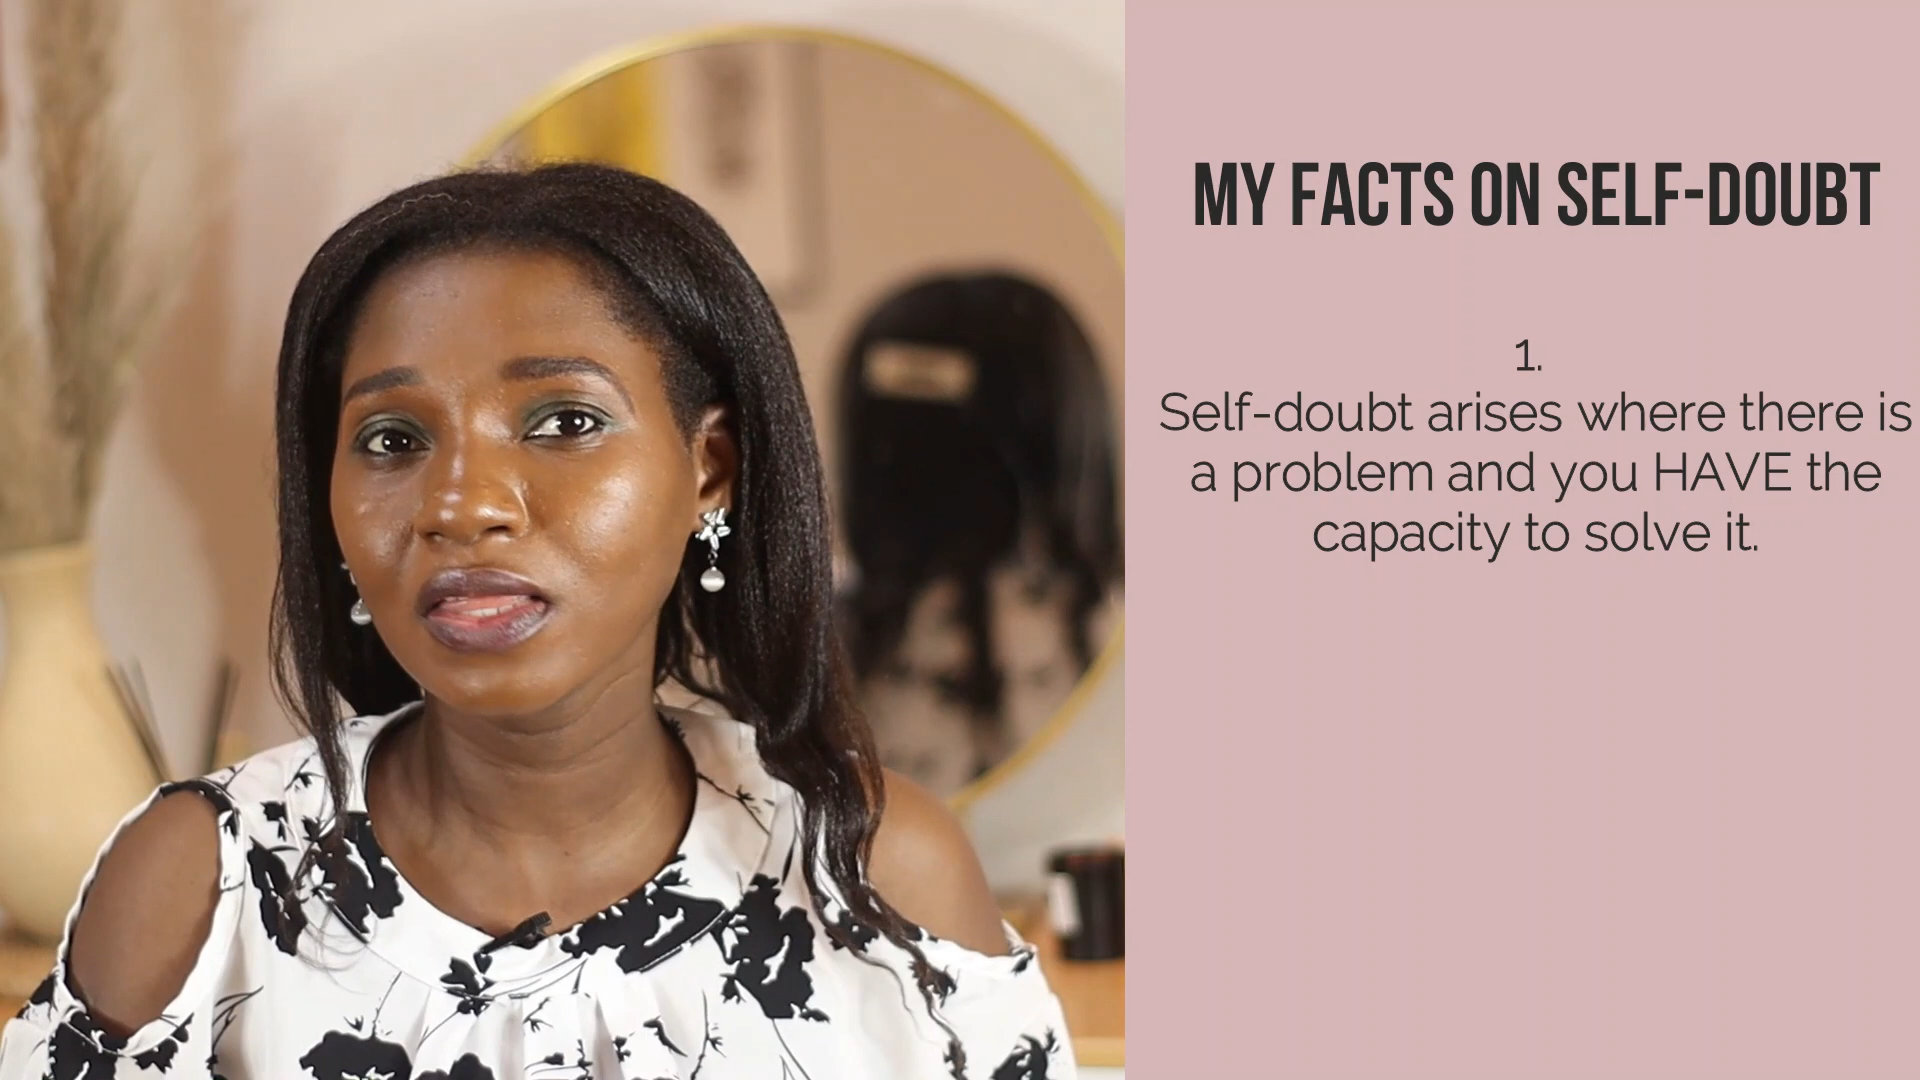 MY FACTS ON SELF-DOUBT
1.
Self-doubt arises where there is
a problem and you HAVE the
capacity to solve it.